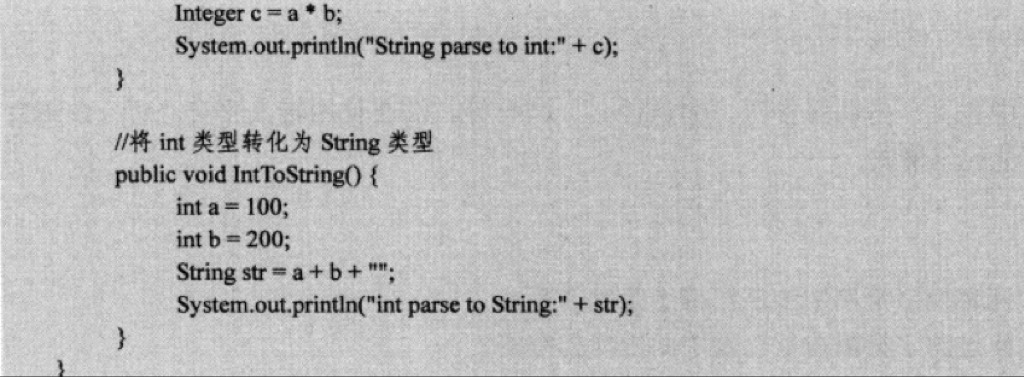 Integer c = a * b;
System.out.println("String parse to int:" + c);
}
//将 int 类型转化为 String 类型
public void IntToString() {
int a = 100;
int b = 200;
String str = a + b + "";
System.out.println("int parse to String:" + str);
}
}